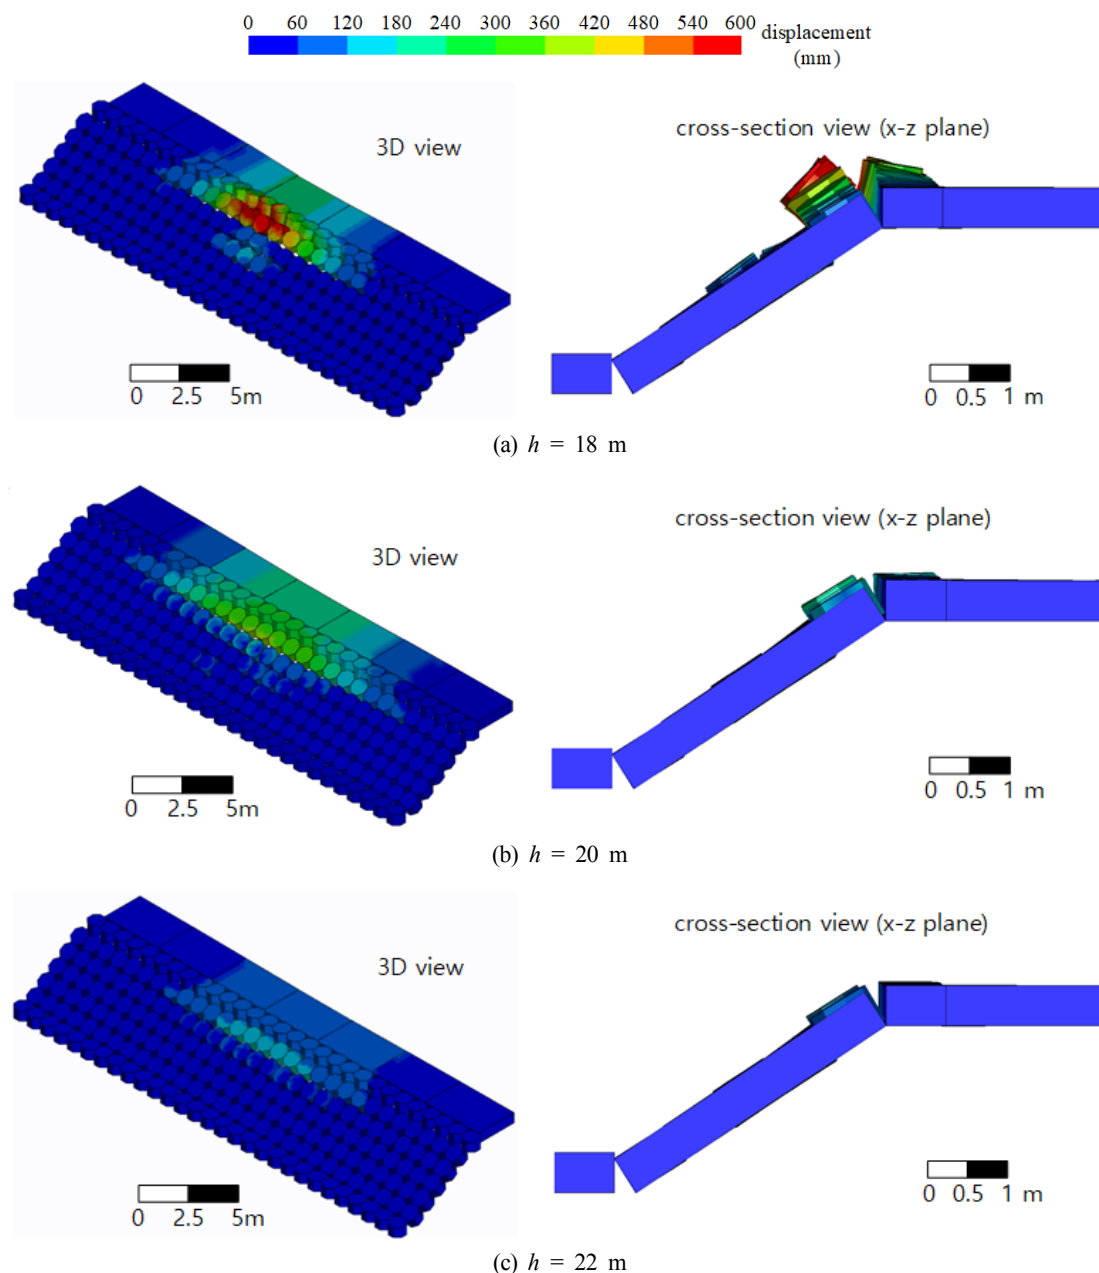 0 60 120 180 240 300 360 420 480 540 600
displacement
(mm)
3D view
cross-section view (x-z plane)
0 2.5 5m
0 0.5 1 m
(a) h = 18 m
3D view
cross-section view (x-z plane)
0 2.5 5m
0 0.5 1 m
(b) h = 20 m
3D view
cross-section view (x-z plane)
0 2.5 5m
0 0.5 1 m
(c) h = 22 m